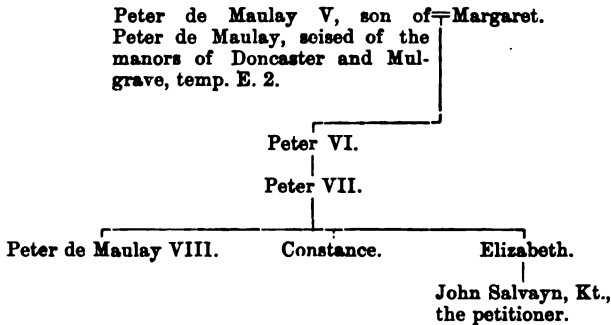 Peter de Maulay V, son of Margaret.
Peter de Maulay, seised of the
manors of Doncaster and Mul-
grave, temp. E. 2.
Peter VI.
Peter VII.
Peter de Maulay VIII. Constance. Elizabeth.
John Salvayn, Kt.,
the petitioner.